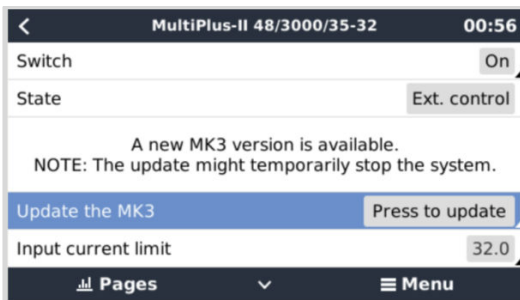 MultiPlus-II 48/3000/35-32 00:56
Switch On
State Ext. control
A new MK3 version is available.
NOTE: The update might temporarily stop the system.
Update the MK3 Press to update
Input current limit 32.0
Pages Menu